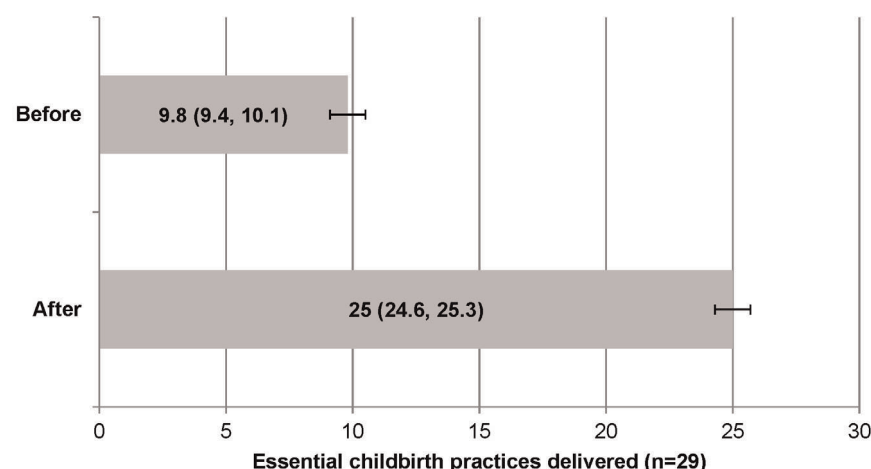 Before
9.8 (9.4, 10.1)
After
25 (24.6, 25.3)
0 5 10 15 20 25 30
Essential childbirth practices delivered (n=29)